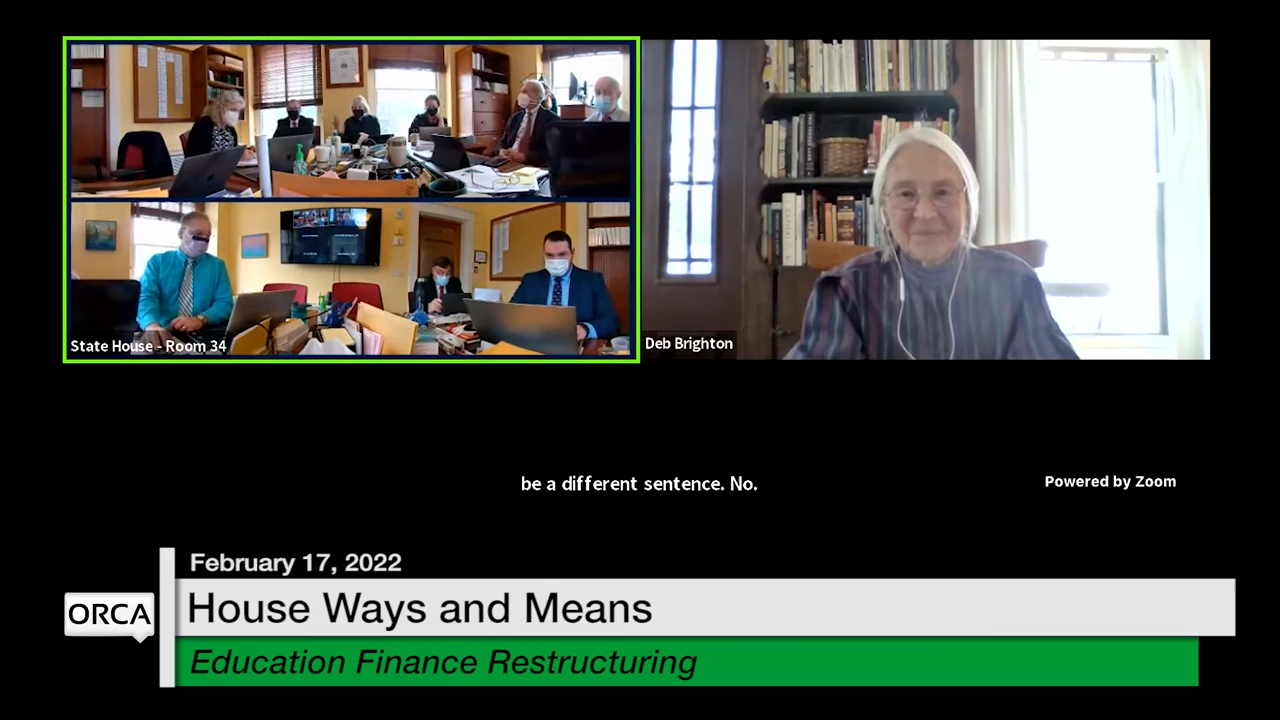 State House - Room 34
Deb Brighton
be a different sentence. No.
Powered by Zoom
February 17, 2022
ORCA
House Ways and Means
Education Finance Restructuring